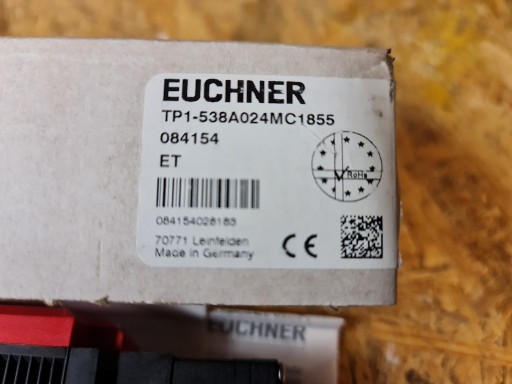 EUCHNER
TP1-538A024MC1855
084154
ET
RoHS
084154028183
70771 Leinfelden
Made in Germany
CE
EUCHNER